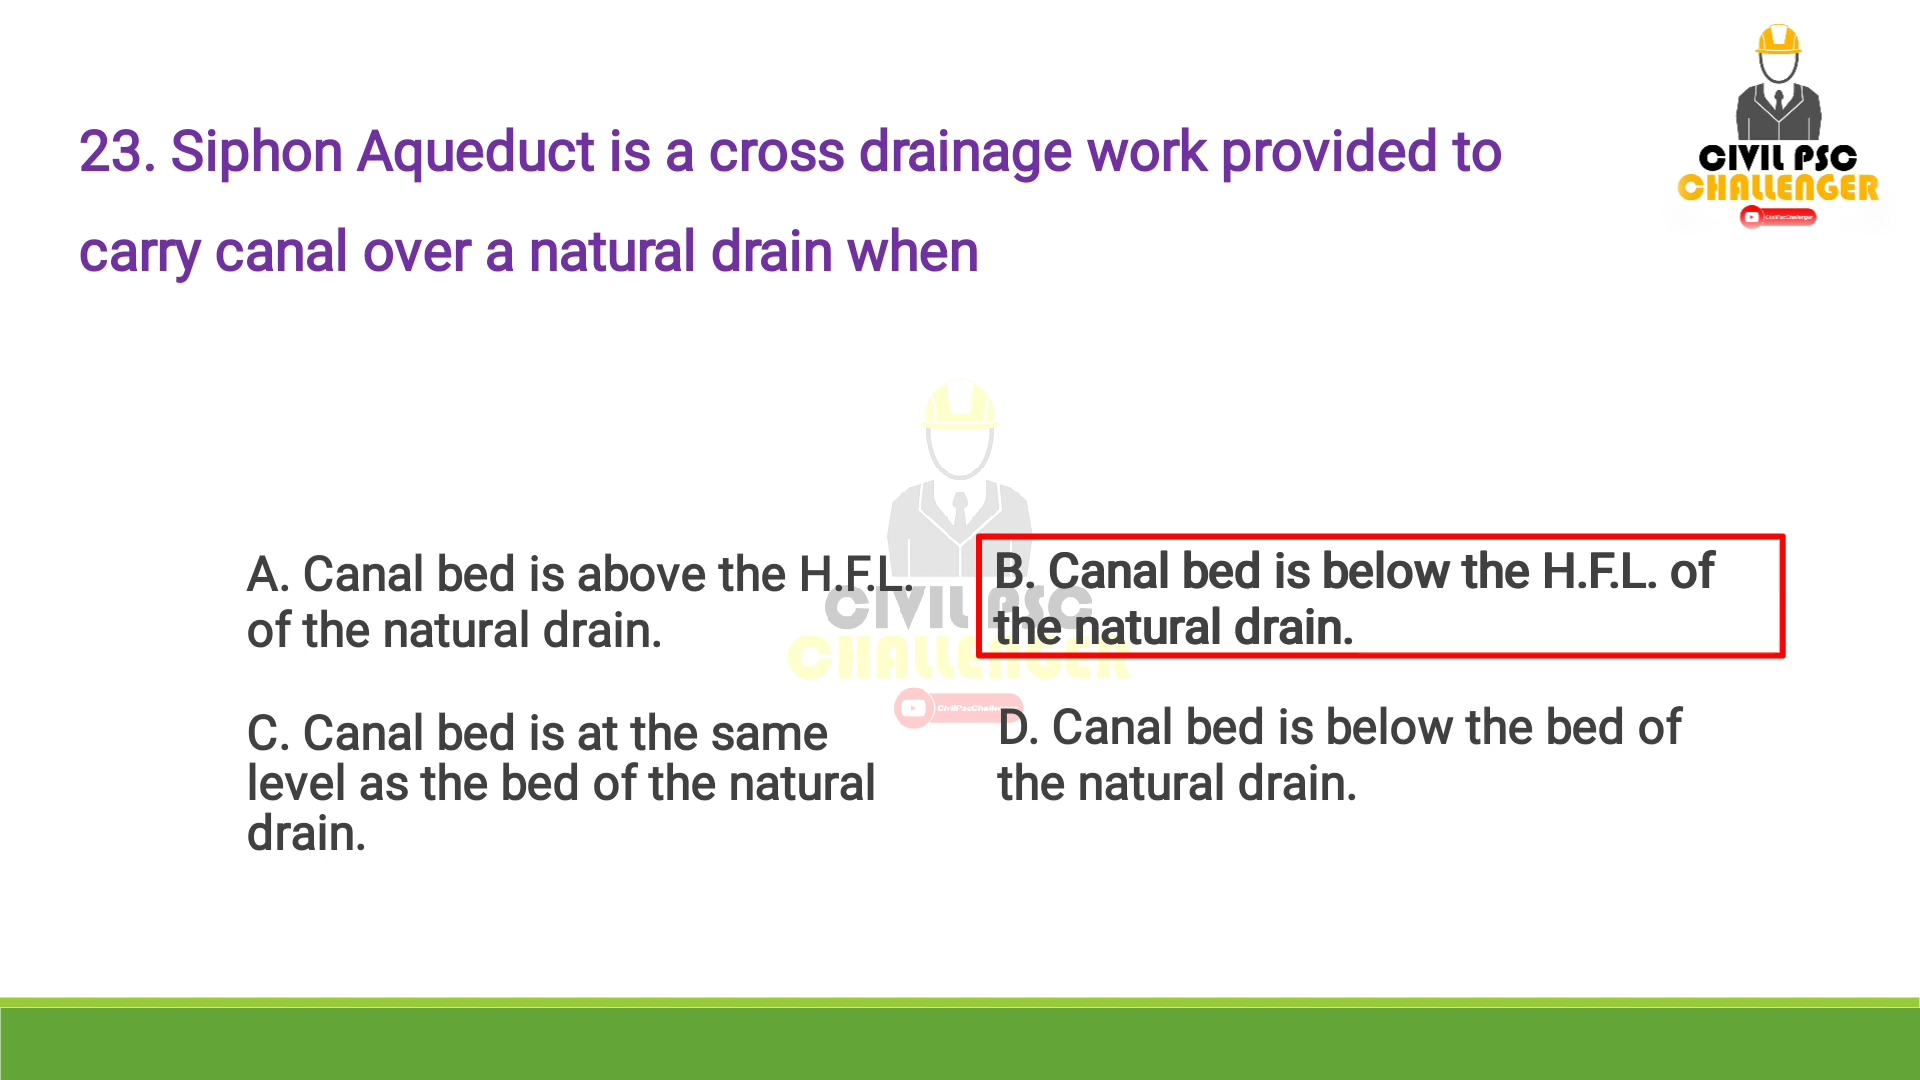 CIVIL PSC
CHALLENGER
CivilPscChallenger
23. Siphon Aqueduct is a cross drainage work provided to
carry canal over a natural drain when
A. Canal bed is above the H.F.L.
of the natural drain.
B. Canal bed is below the H.F.L. of
the natural drain.
CIVIL PSC
CHALLENGER
C. Canal bed is at the same
level as the bed of the natural
drain.
D. Canal bed is below the bed of
the natural drain.